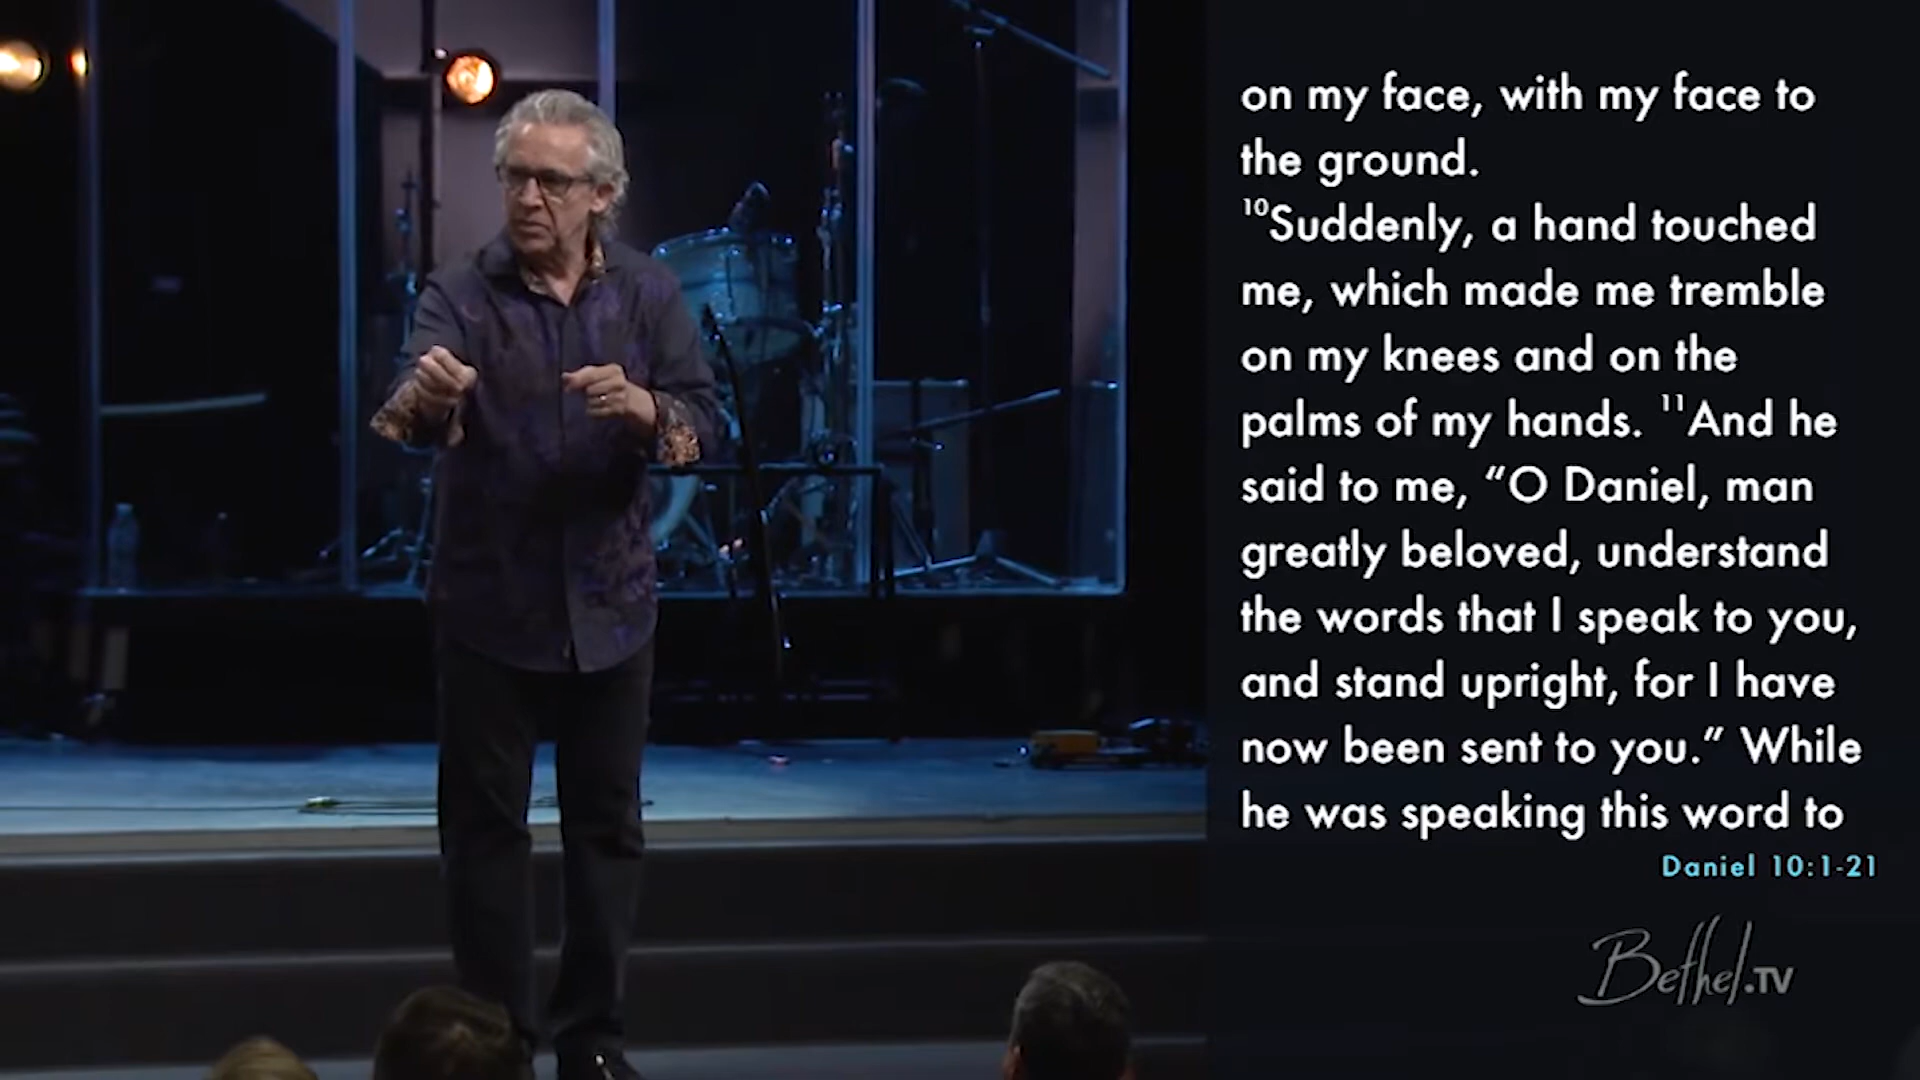 on my face, with my face to
the ground.
¹⁰Suddenly, a hand touched
me, which made me tremble
on my knees and on the
palms of my hands. ¹¹And he
said to me, “O Daniel, man
greatly beloved, understand
the words that I speak to you,
and stand upright, for I have
now been sent to you.” While
he was speaking this word to
Daniel 10:1-21
Bethel.TV